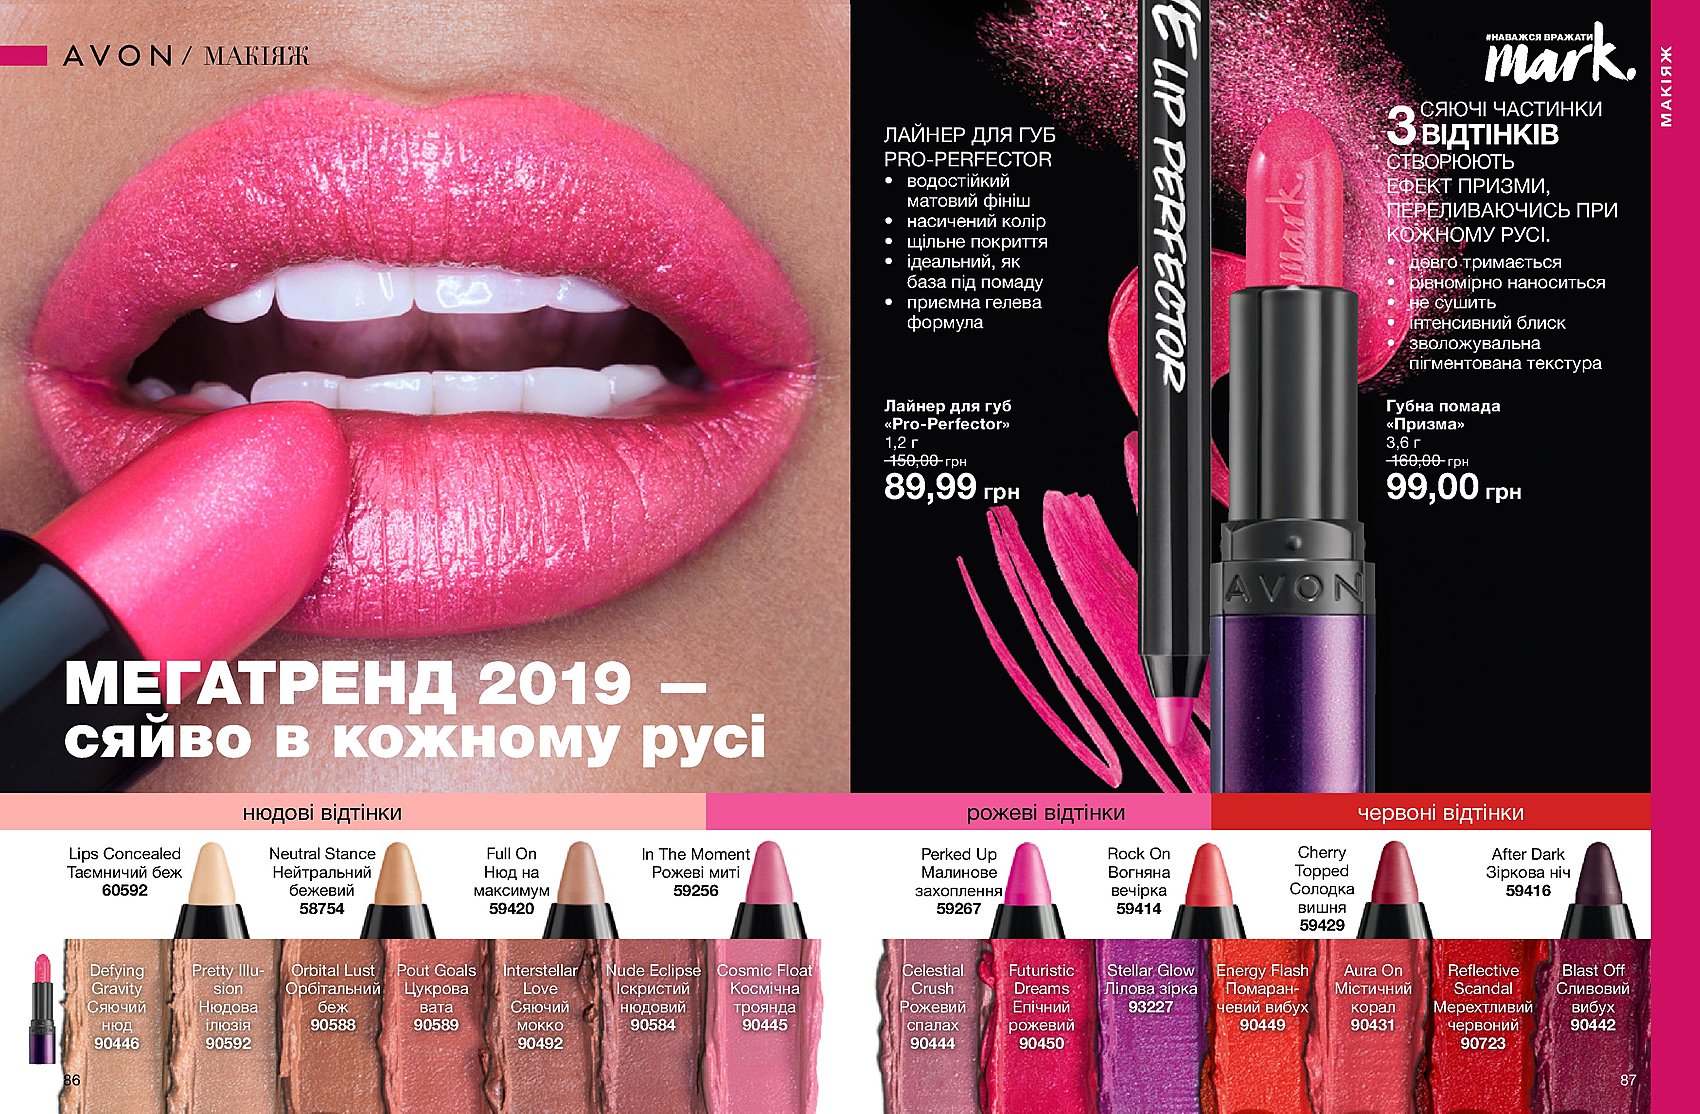 AVON / МАКІЯЖ
МЕГАТРЕНД 2019 —
сяйво в кожному русі
ЛАЙНЕР ДЛЯ ГУБ
PRO-PERFECTOR
• водостійкий
матовий фініш
• насичений колір
• щільне покриття
• ідеальний, як
база під помаду
• приємна гелева
формула
Лайнер для губ
«Pro-Perfector»
1,2 г
150,00 грн
89,99 грн
LIP PERFECTOR
mark.
AVON
#НАВАЖСЯ ВРАЖАТИ
mark.
МАКІЯЖ
3 СЯЮЧІ ЧАСТИНКИ
ВІДТІНКІВ
СТВОРЮЮТЬ
ЕФЕКТ ПРИЗМИ,
ПЕРЕЛИВАЮЧИСЬ ПРИ
КОЖНОМУ РУСІ.
• довго тримається
• рівномірно наноситься
• не сушить
• інтенсивний блиск
• зволожувальна
пігментована текстура
Губна помада
«Призма»
3,6 г
160,00 грн
99,00 грн
нюдові відтінки
рожеві відтінки
червоні відтінки
Lips Concealed
Таємничий беж
60592
Neutral Stance
Нейтральний
бежевий
58754
Full On
Нюд на
максимум
59420
In The Moment
Рожеві миті
59256
Perked Up
Малинове
захоплення
59267
Rock On
Вогняна
вечірка
59414
Cherry
Topped
Солодка
вишня
59429
After Dark
Зіркова ніч
59416
Defying
Gravity
Сяючий
нюд
90446
Pretty Illu-
sion
Нюдова
ілюзія
90592
Orbital Lust
Орбітальний
беж
90588
Pout Goals
Цукрова
вата
90589
Interstellar
Love
Сяючий
мокко
90492
Nude Eclipse
Іскристий
нюдовий
90584
Cosmic Float
Космічна
троянда
90445
Celestial
Crush
Рожевий
спалах
90444
Futuristic
Dreams
Епічний
рожевий
90450
Stellar Glow
Лілова зірка
93227
Energy Flash
Помаран-
чевий вибух
90449
Aura On
Містичний
корал
90431
Reflective
Scandal
Мерехтливий
червоний
90723
Blast Off
Сливовий
вибух
90442
86
87